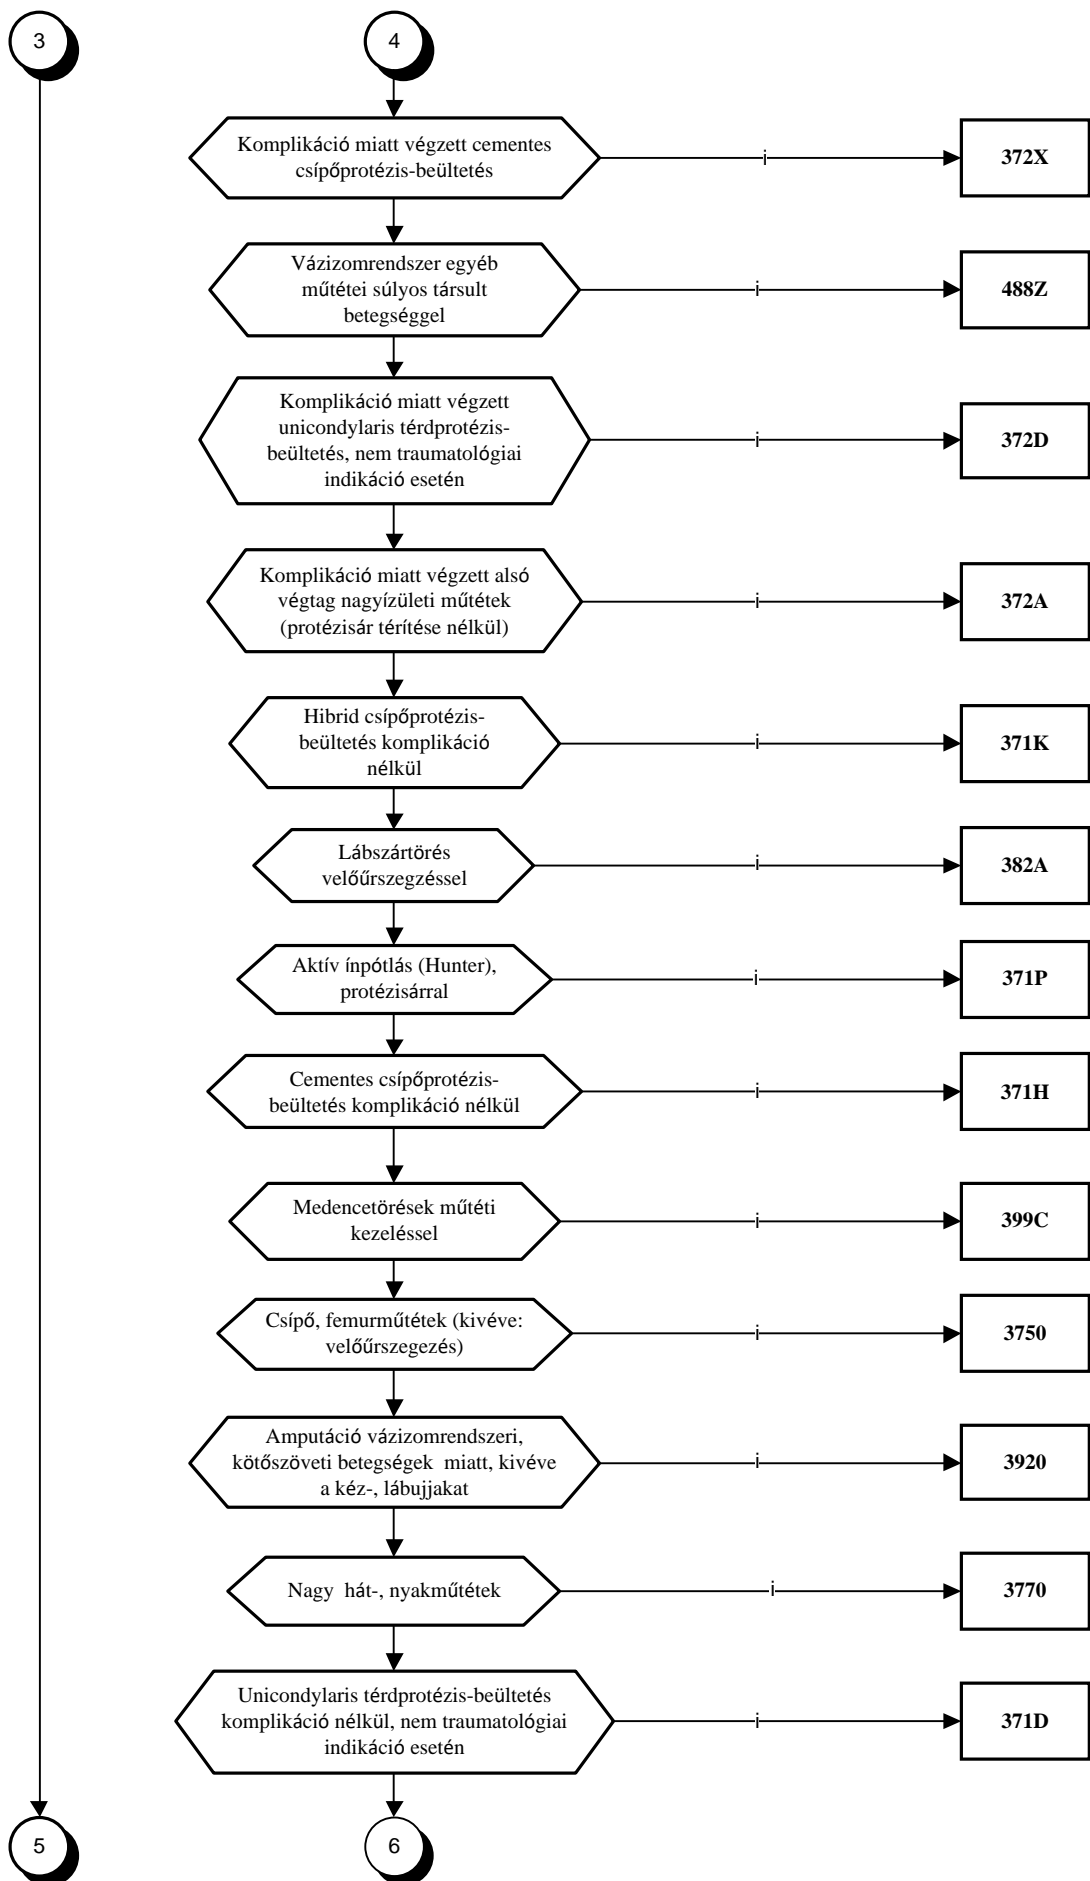 3
4
Komplikáció miatt végzett cementes
csípőprotézis-beültetés
i
372X
Vázizomrendszer egyéb
műtétei súlyos társult
betegséggel
i
488Z
Komplikáció miatt végzett
unicondylaris térdprotézis-
beültetés, nem traumatológiai
indikáció esetén
i
372D
Komplikáció miatt végzett alsó
végtag nagyízületi műtétek
(protézisár térítése nélkül)
i
372A
Hibrid csípőprotézis-
beültetés komplikáció
nélkül
i
371K
Lábszártörés
velőűrszegzéssel
i
382A
Aktív ínpótlás (Hunter),
protézisárral
i
371P
Cementes csípőprotézis-
beültetés komplikáció nélkül
i
371H
Medencetörések műtéti
kezeléssel
i
399C
Csípő, femurműtétek (kivéve:
velőűrszegezés)
i
3750
Amputáció vázizomrendszeri,
kötőszöveti betegségek  miatt, kivéve
a kéz-, lábujjakat
i
3920
Nagy  hát-, nyakműtétek
i
3770
Unicondylaris térdprotézis-beültetés
komplikáció nélkül, nem traumatológiai
indikáció esetén
i
371D
5
6